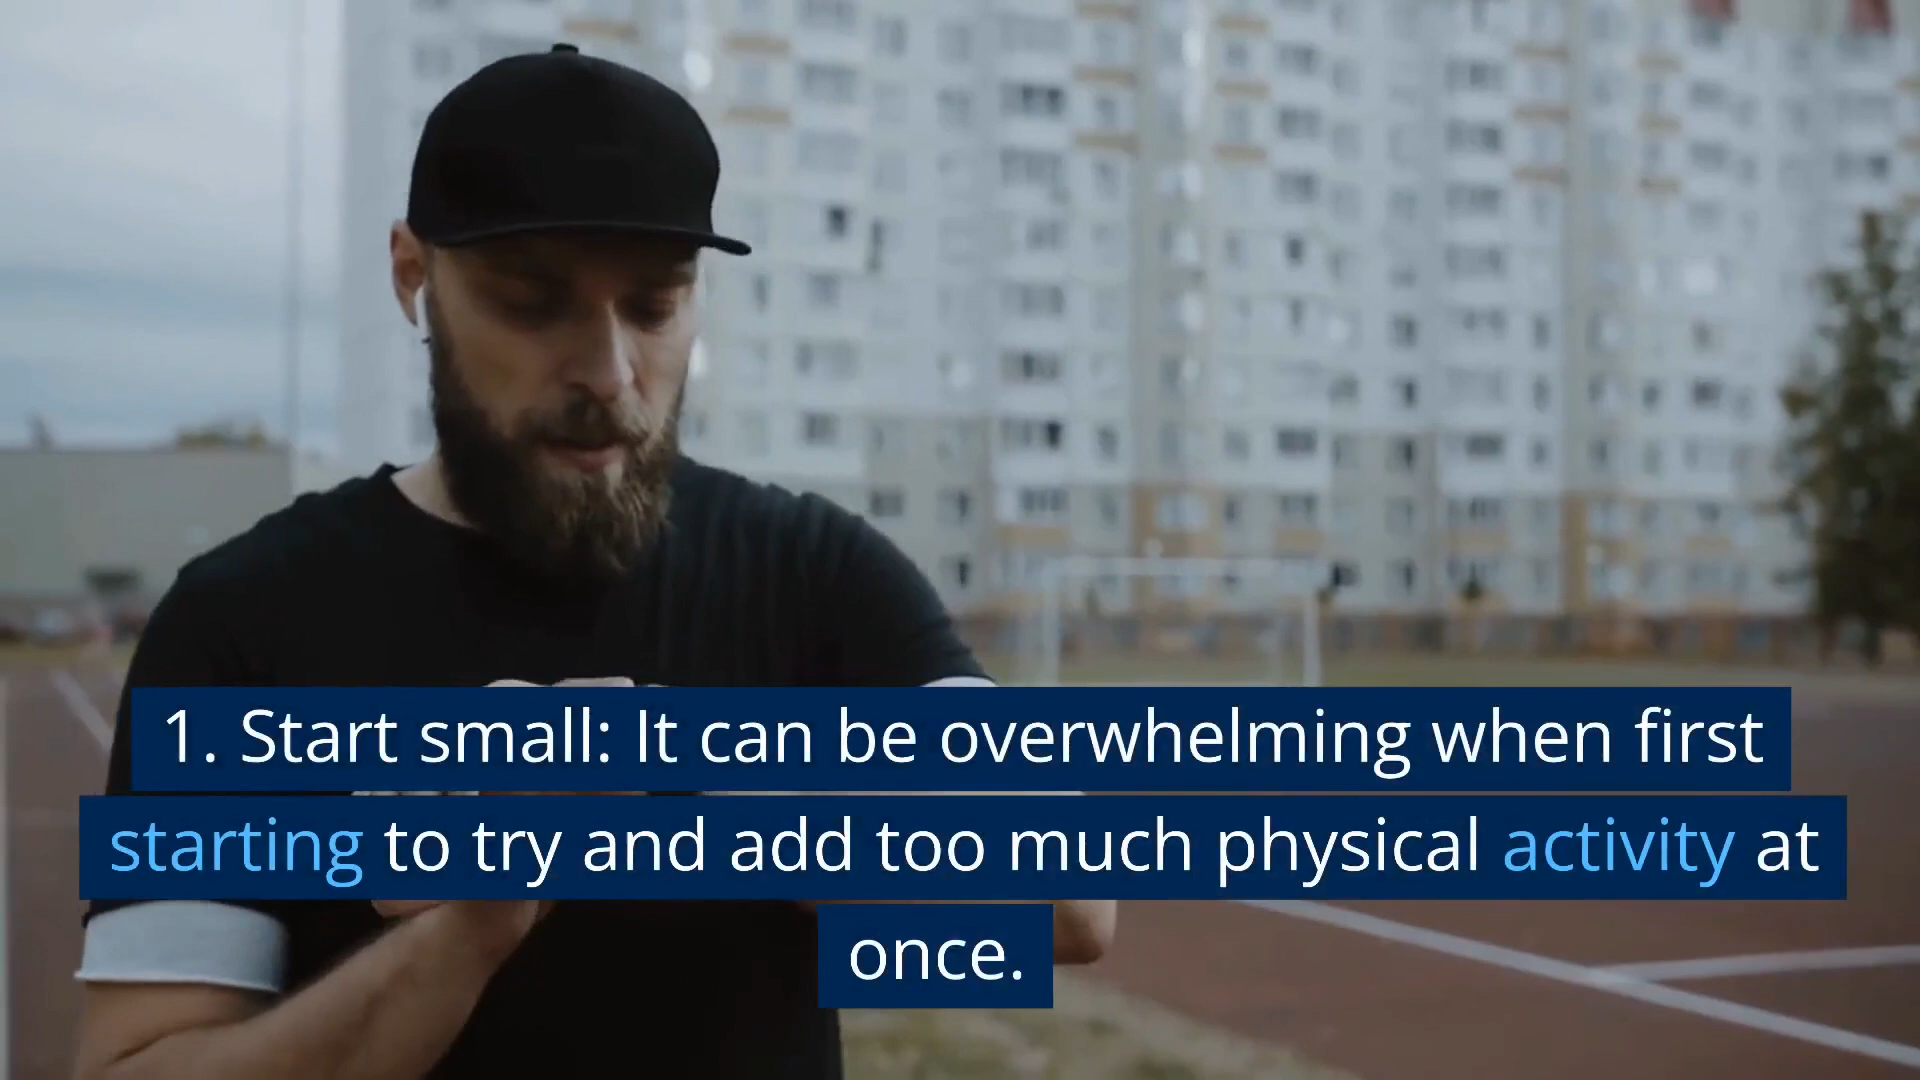 1. Start small: It can be overwhelming when first
starting to try and add too much physical activity at
once.